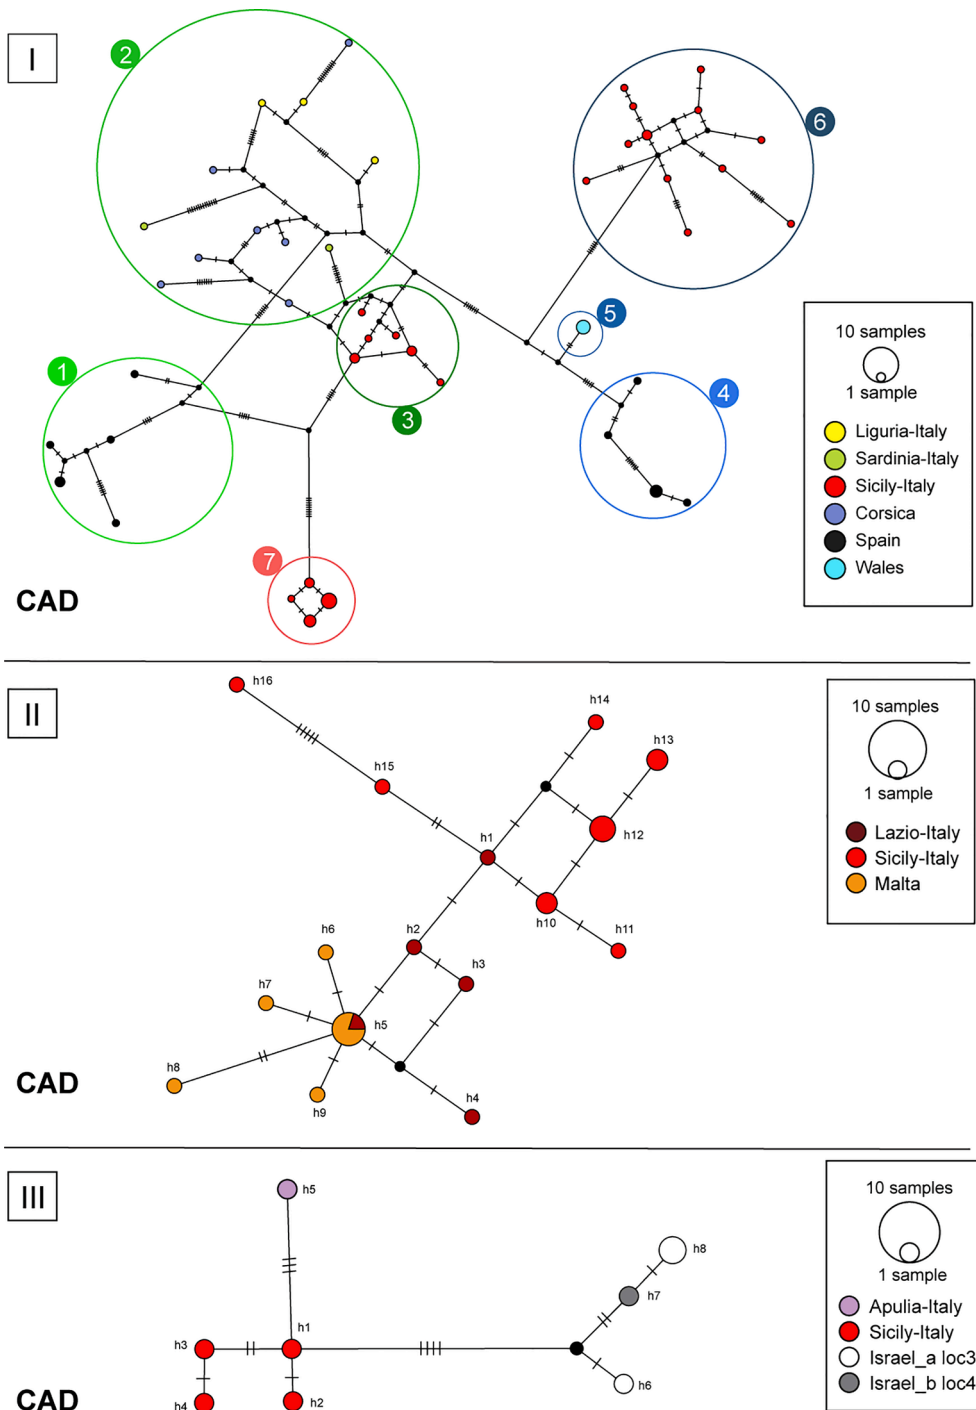 I
2
6
5
10 samples
1 sample
Liguria-Italy
Sardinia-Italy
Sicily-Italy
Corsica
Spain
Wales
1
3
4
7
CAD
II
h16
h14
h13
h15
h12
h1
h10
h11
h2
h6
h3
h7
h5
h8
h9
h4
10 samples
1 sample
Lazio-Italy
Sicily-Italy
Malta
CAD
III
h5
h8
h7
h1
h3
h6
h4
h2
10 samples
1 sample
Apulia-Italy
Sicily-Italy
Israel_a loc3
Israel_b loc4
CAD